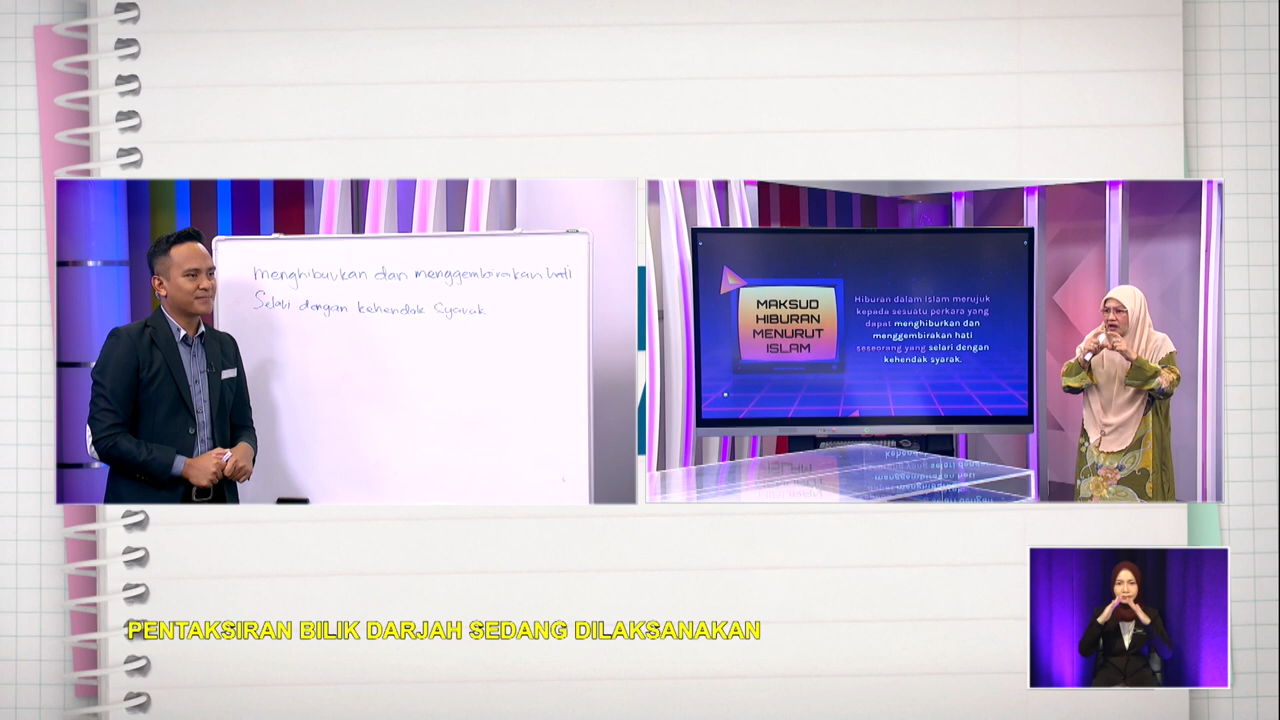 menghiburkan dan menggembirakan hati
Selari dengan kehendak Syarak
MAKSUD
HIBURAN
MENURUT
ISLAM
Hiburan dalam Islam merujuk
kepada sesuatu perkara yang
dapat menghiburkan dan
menggembirakan hati
seseorang yang selari dengan
kehendak syarak.
PENTAKSIRAN BILIK DARJAH SEDANG DILAKSANAKAN